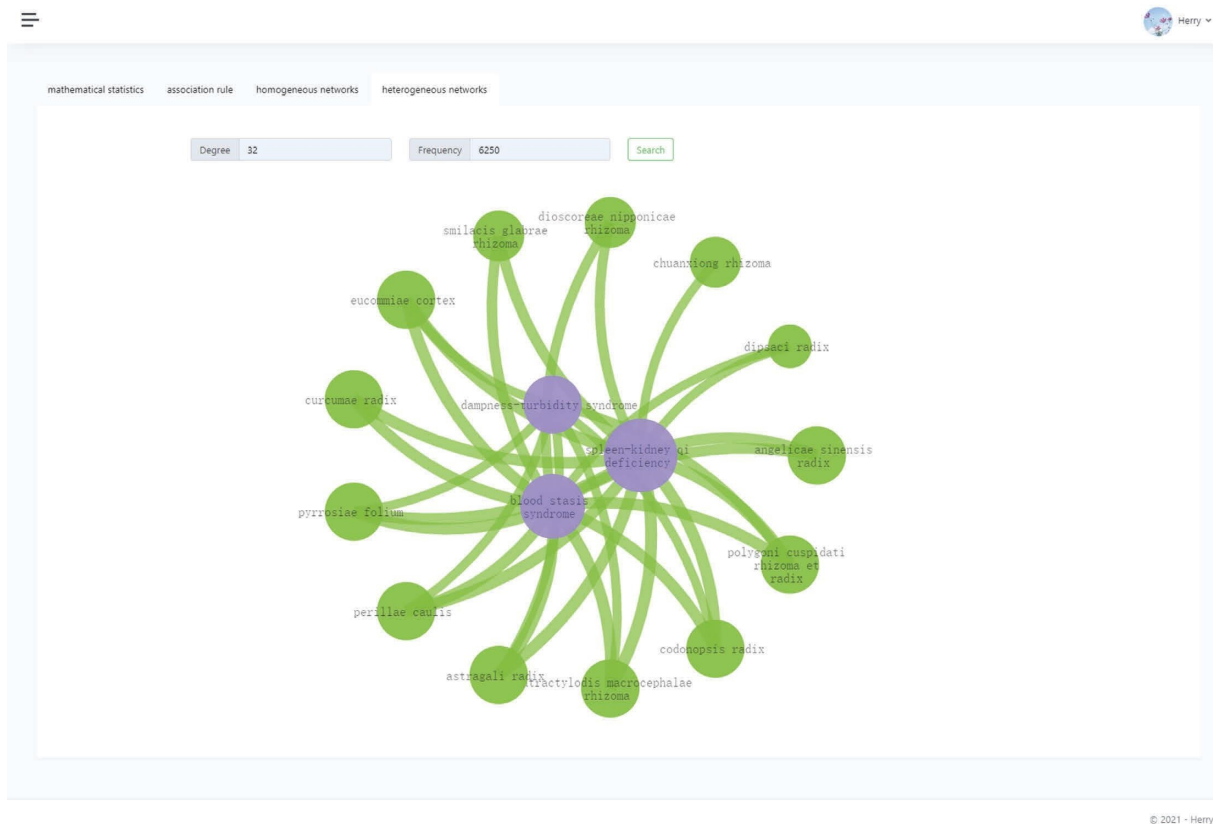 Herry
mathematical statistics
association rule
homogeneous networks
heterogeneous networks
Degree 32
Frequency 6250
Search
dioscoreae nipponicae
rhizoma
smilacis glabrae
rhizoma
chuanxiong rhizoma
eucommiae cortex
dipsaci radix
curcumae radix
dampness-turbidity syndrome
spleen-kidney qi
deficiency
angelicae sinensis
radix
blood stasis
syndrome
pyrrosiae folium
polygoni cuspidati
rhizoma et
radix
perillae caulis
codonopsis radix
astragali radix
atractylodis macrocephalae
rhizoma
© 2021 - Herry